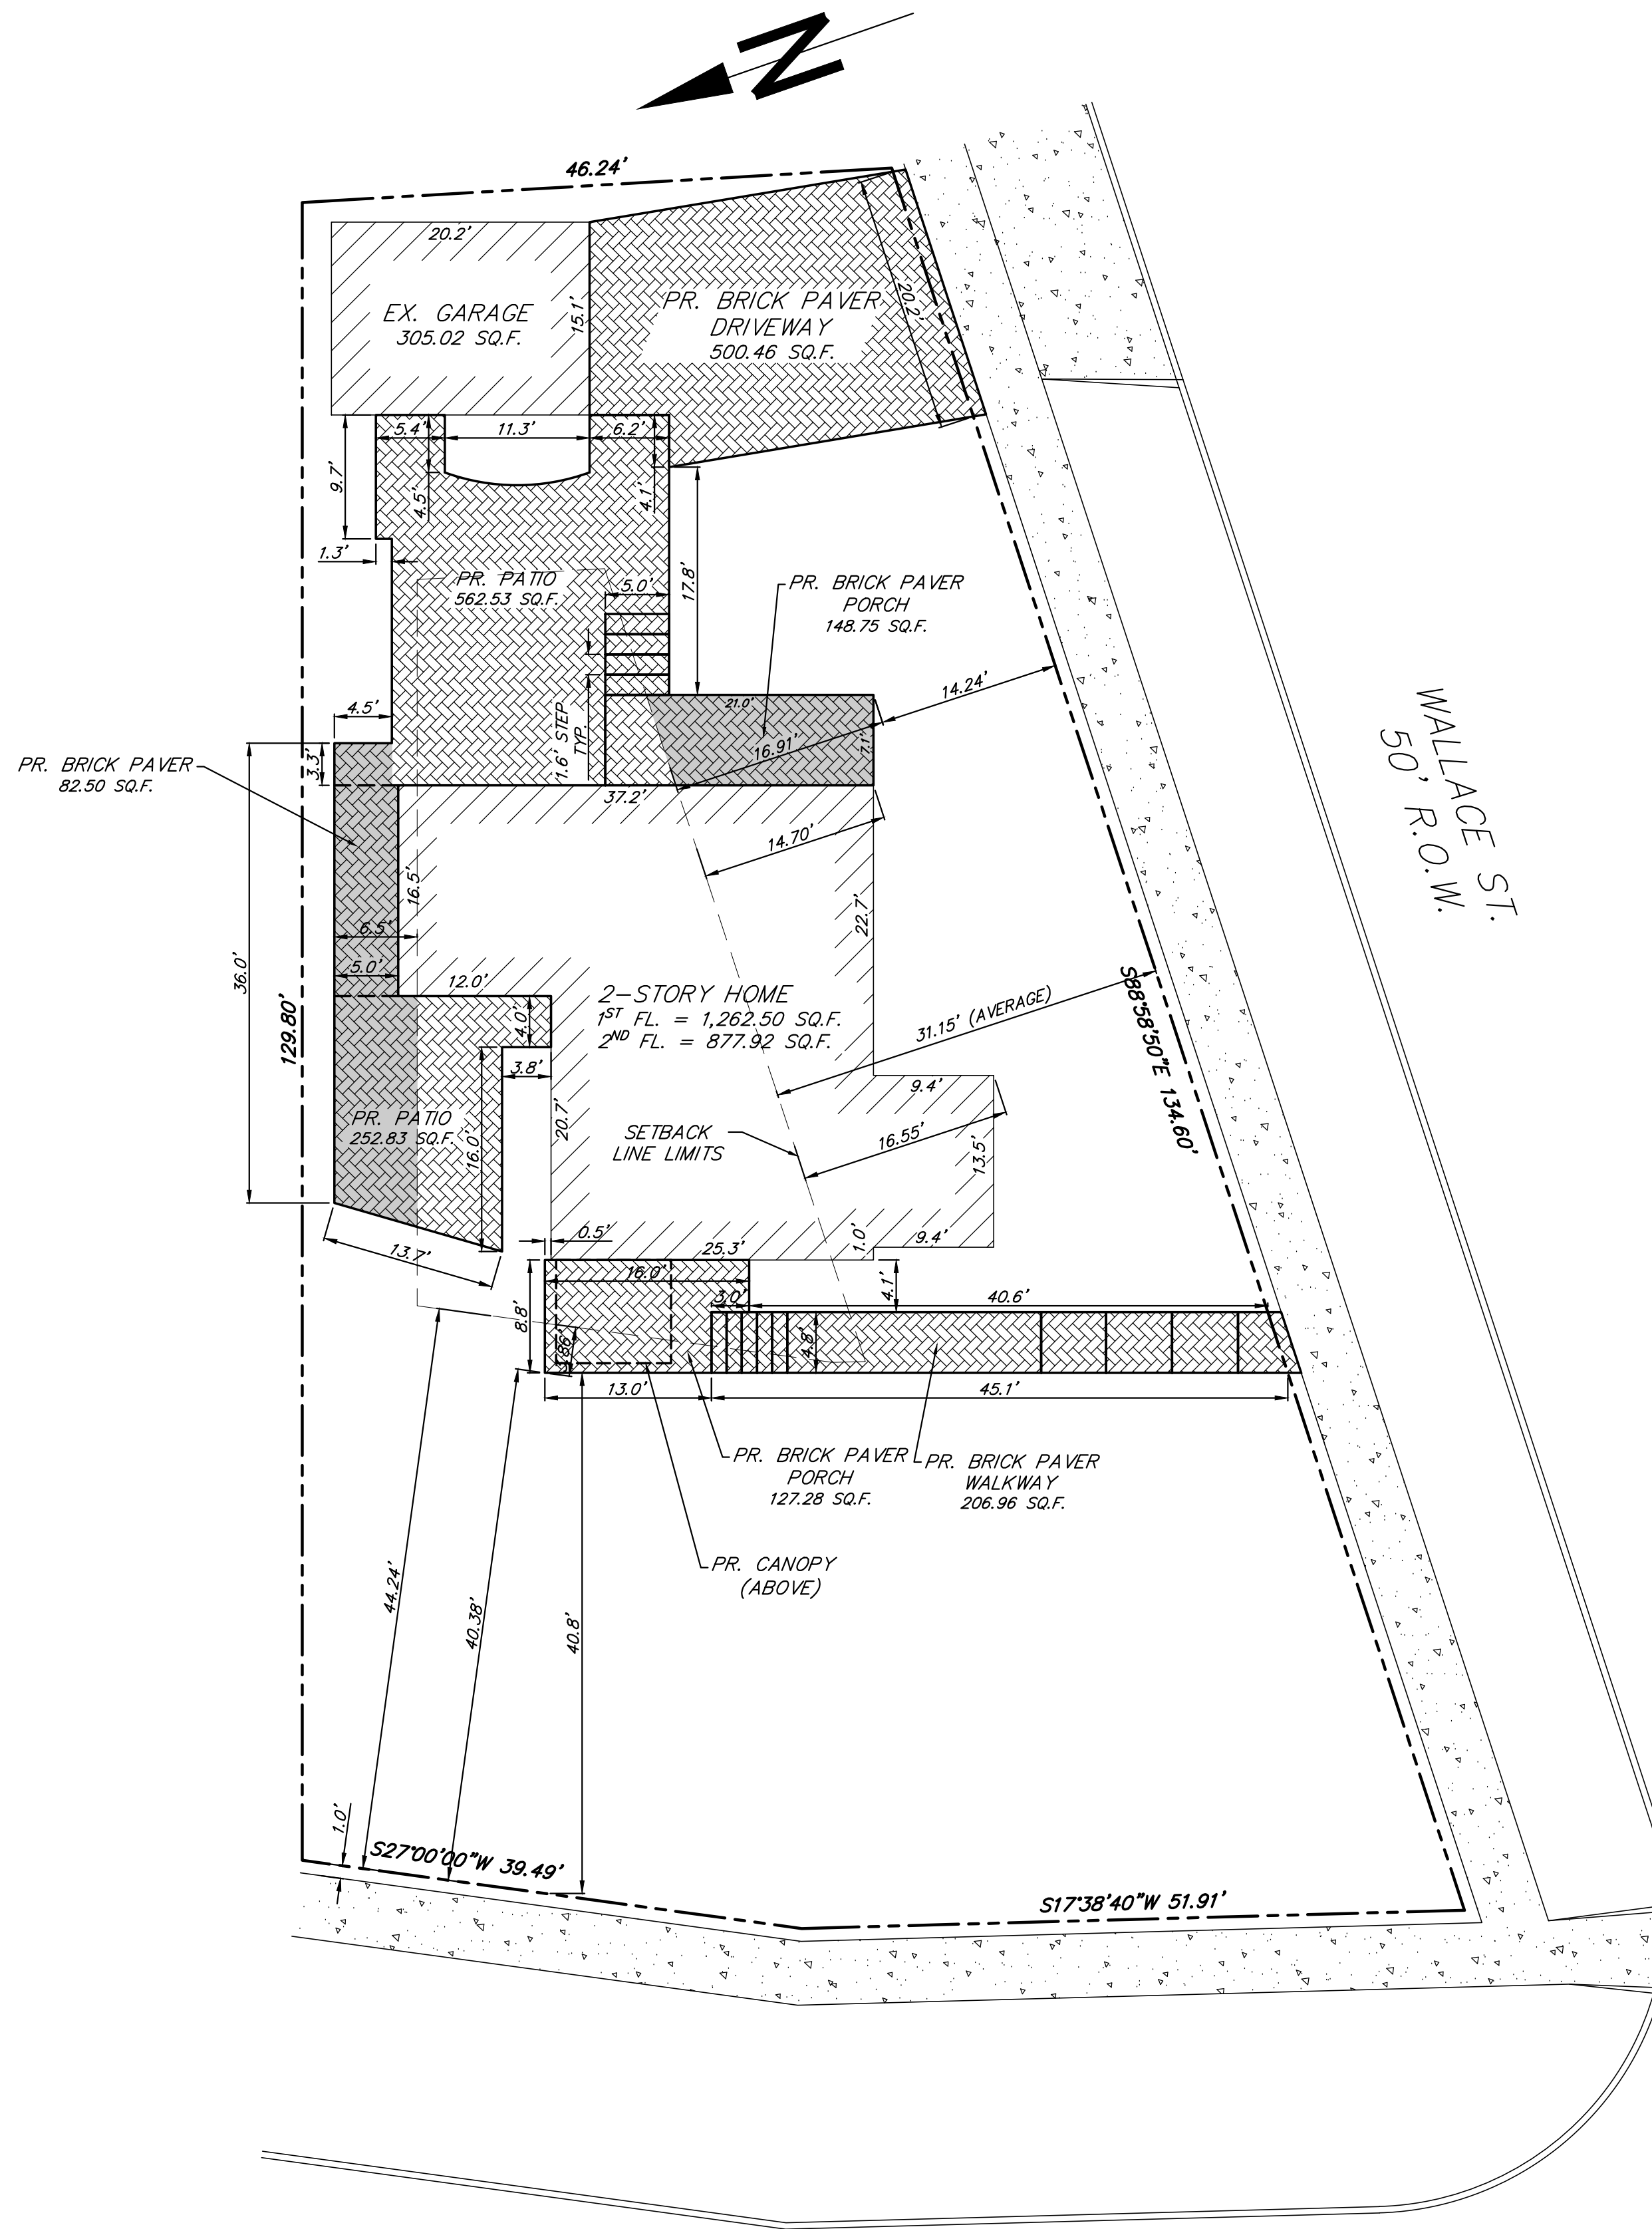 N
46.24'
20.2'
EX. GARAGE
305.02 SQ.F.
15.1'
PR. BRICK PAVER
DRIVEWAY
500.46 SQ.F.
20.2'
5.4'
11.3'
6.2'
9.7'
4.5'
4.1'
1.3'
PR. PATIO
562.53 SQ.F.
5.0'
17.8'
PR. BRICK PAVER
PORCH
148.75 SQ.F.
14.24'
4.5'
1.6' STEP
TYP.
21.0'
16.91'
7.1'
WALLACE ST.
50' R.O.W.
PR. BRICK PAVER
82.50 SQ.F.
3.3'
37.2'
14.70'
16.5'
22.7'
6.5'
5.0'
36.0'
12.0'
129.80'
4.0'
2-STORY HOME
1ST FL. = 1,262.50 SQ.F.
2ND FL. = 877.92 SQ.F.
31.15' (AVERAGE)
S88°58'50"E 134.60'
3.8'
9.4'
PR. PATIO
252.83 SQ.F.
16.0'
20.7'
SETBACK
LINE LIMITS
16.55'
13.5'
13.7'
0.5'
25.3'
1.0'
9.4'
16.0'
4.1'
8.8'
3.0'
40.6'
4.8'
13.0'
45.1'
PR. BRICK PAVER
PORCH
127.28 SQ.F.
PR. BRICK PAVER
WALKWAY
206.96 SQ.F.
PR. CANOPY
(ABOVE)
44.24'
40.38'
40.8'
1.0'
S27°00'00"W 39.49'
S17°38'40"W 51.91'